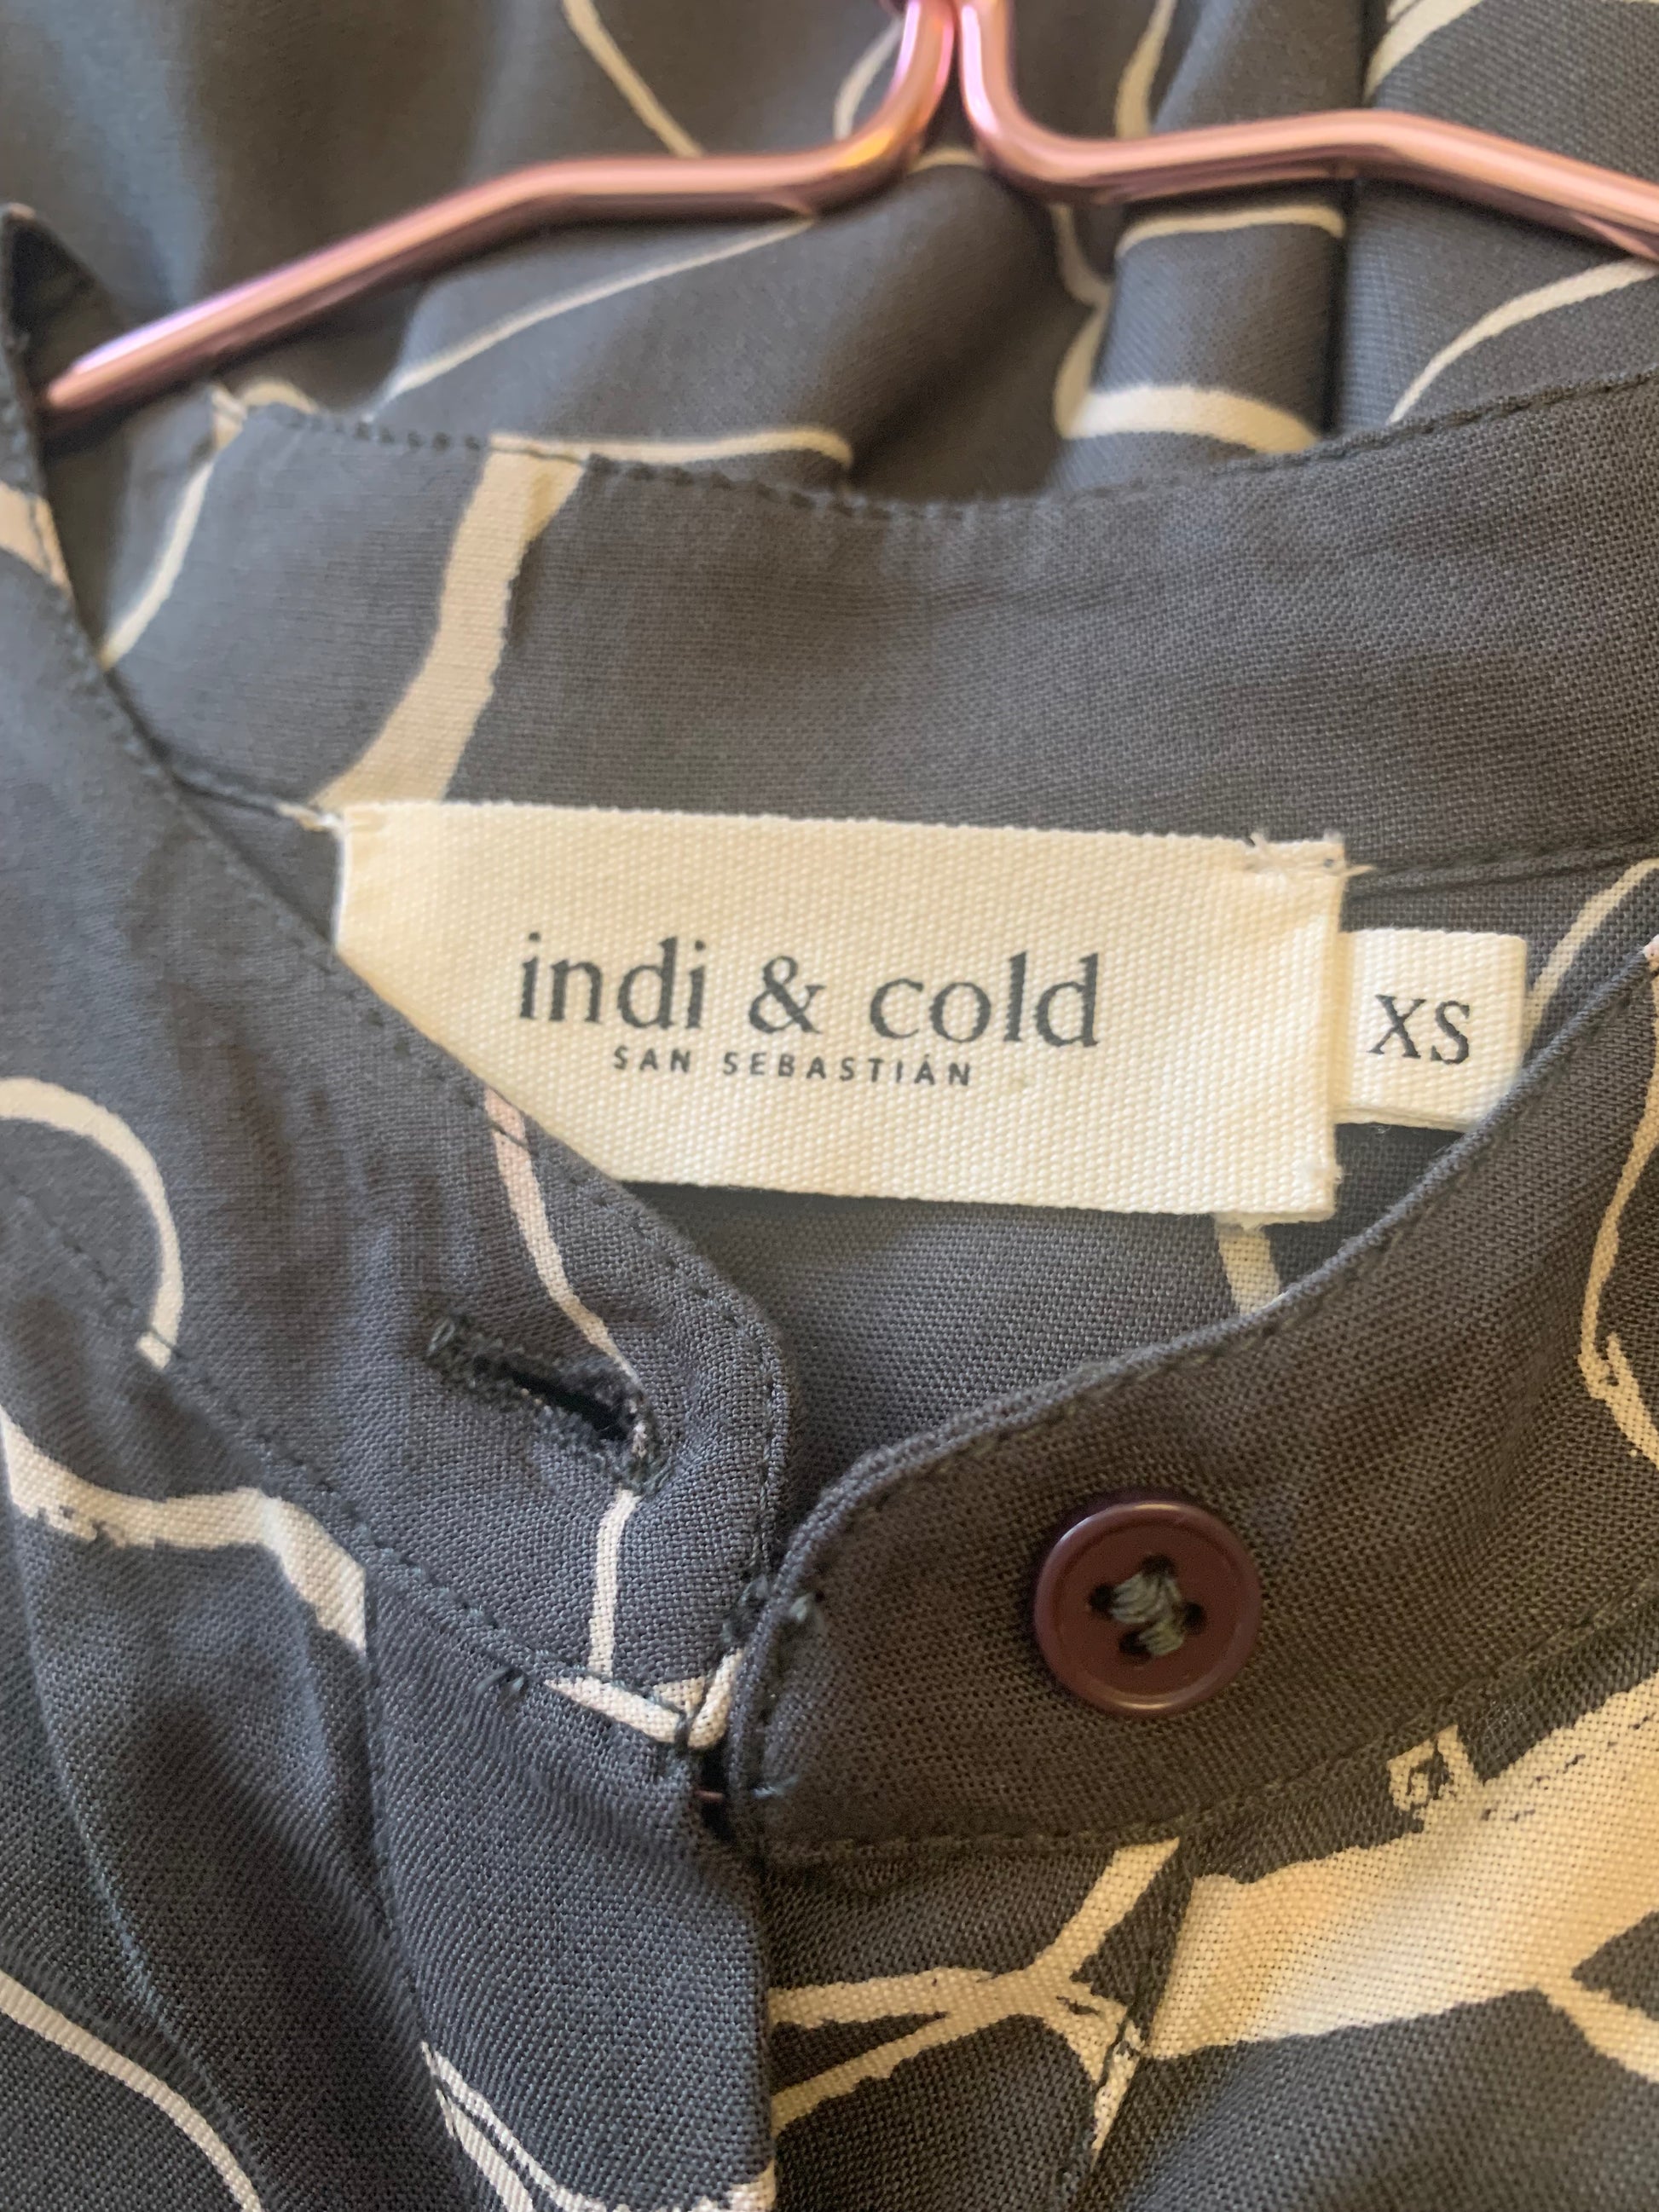 indi & cold
SAN SEBASTIÁN
XS